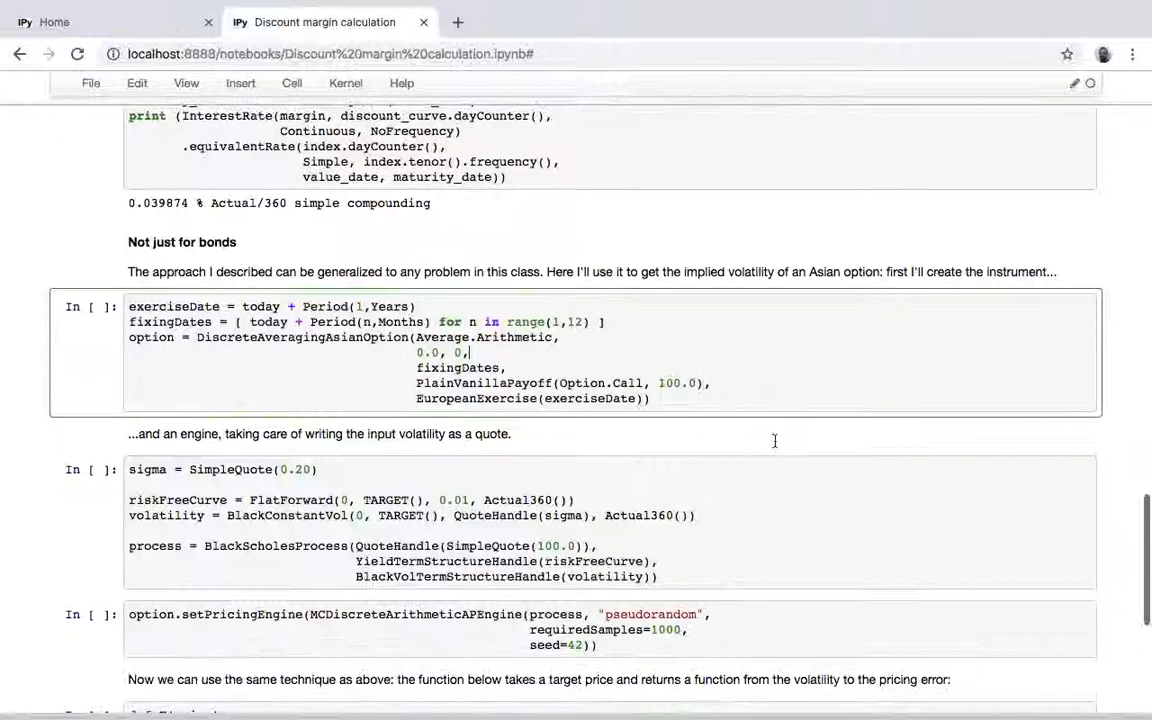 IPy Home
IPy Discount margin calculation
localhost:8888/notebooks/Discount%20margin%20calculation.ipynb#
File Edit View Insert Cell Kernel Help
print (InterestRate(margin, discount_curve.dayCounter(),
Continuous, NoFrequency)
.equivalentRate(index.dayCounter(),
Simple, index.tenor().frequency(),
value_date, maturity_date))
0.039874 % Actual/360 simple compounding
Not just for bonds
The approach I described can be generalized to any problem in this class. Here I'll use it to get the implied volatility of an Asian option: first I'll create the instrument...
In [ ]: exerciseDate = today + Period(1,Years)
fixingDates = [ today + Period(n,Months) for n in range(1,12) ]
option = DiscreteAveragingAsianOption(Average.Arithmetic,
0.0, 0,
fixingDates,
PlainVanillaPayoff(Option.Call, 100.0),
EuropeanExercise(exerciseDate))
...and an engine, taking care of writing the input volatility as a quote.
In [ ]: sigma = SimpleQuote(0.20)
riskFreeCurve = FlatForward(0, TARGET(), 0.01, Actual360())
volatility = BlackConstantVol(0, TARGET(), QuoteHandle(sigma), Actual360())
process = BlackScholesProcess(QuoteHandle(SimpleQuote(100.0)),
YieldTermStructureHandle(riskFreeCurve),
BlackVolTermStructureHandle(volatility))
In [ ]: option.setPricingEngine(MCDiscreteArithmeticAPEngine(process, "pseudorandom",
requiredSamples=1000,
seed=42))
Now we can use the same technique as above: the function below takes a target price and returns a function from the volatility to the pricing error: